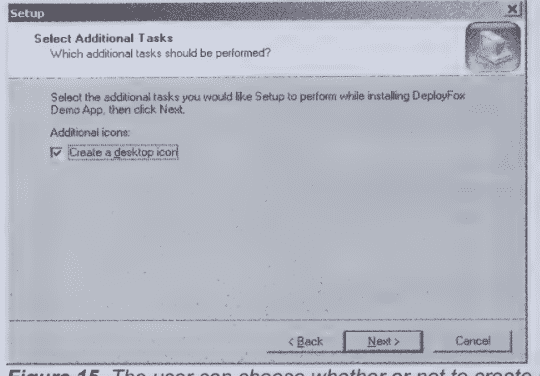 Setup
Select Additional Tasks
Which additional tasks should be performed?
Select the additional tasks you would like Setup to perform while installing DeployFox
Demo App, then click Next.
Additional icons:
Create a desktop icon
< Back
Next >
Cancel
Figure 15. The user can choose whether or not to create